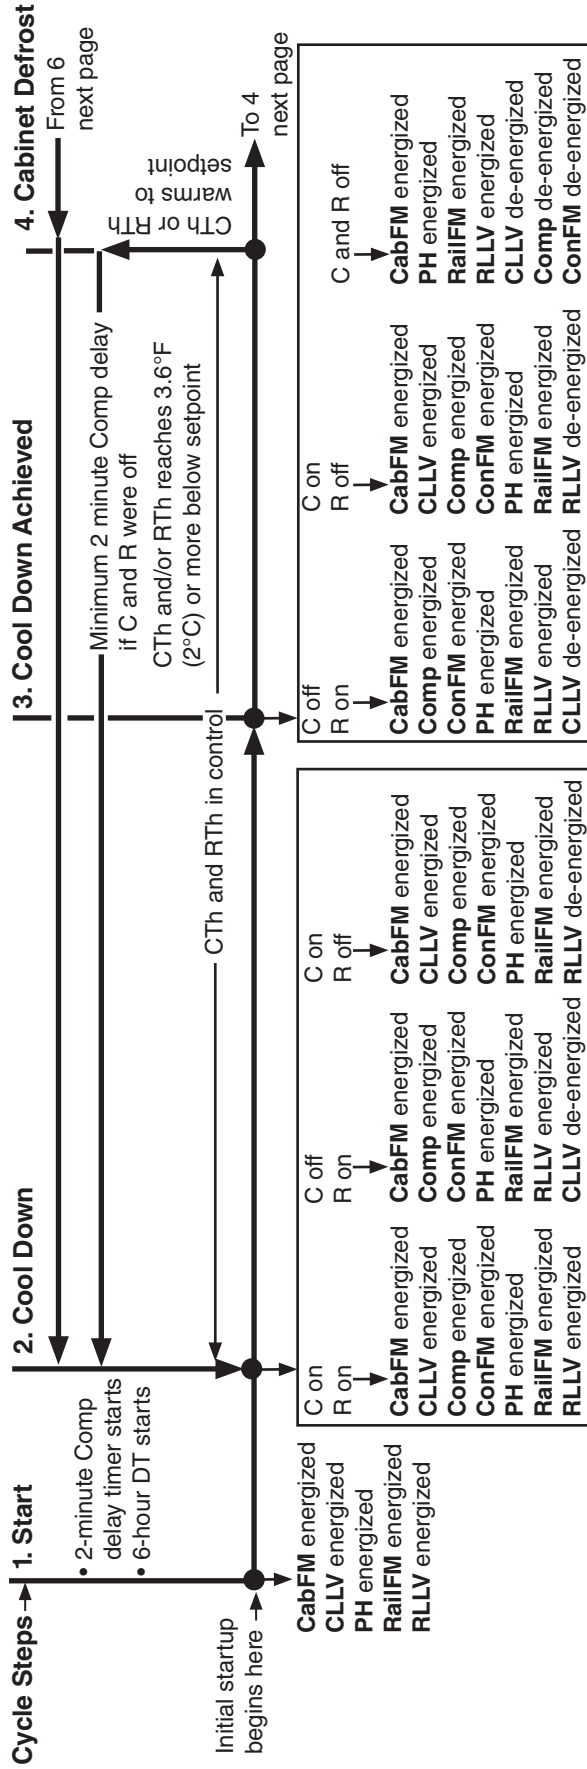 Cycle Steps
1. Start
2. Cool Down
3. Cool Down Achieved
4. Cabinet Defrost
• 2-minute Comp
delay timer starts
• 6-hour DT starts
From 6
next page
Minimum 2 minute Comp delay
if C and R were off
CTh and/or RTh reaches 3.6°F
(2°C) or more below setpoint
CTh or RTh
warms to
setpoint
CTh and RTh in control
To 4
next page
Initial startup
begins here
CabFM energized
CLLV energized
PH energized
RailFM energized
RLLV energized
C on
R on
CabFM energized
CLLV energized
Comp energized
ConFM energized
PH energized
RailFM energized
RLLV energized
C off
R on
CabFM energized
Comp energized
ConFM energized
PH energized
RailFM energized
RLLV energized
CLLV de-energized
C on
R off
CabFM energized
CLLV energized
Comp energized
ConFM energized
PH energized
RailFM energized
RLLV de-energized
C off
R on
CabFM energized
Comp energized
ConFM energized
PH energized
RailFM energized
RLLV energized
CLLV de-energized
C on
R off
CabFM energized
CLLV energized
Comp energized
ConFM energized
PH energized
RailFM energized
RLLV de-energized
C and R off
CabFM energized
PH energized
RailFM energized
RLLV energized
CLLV de-energized
Comp de-energized
ConFM de-energized